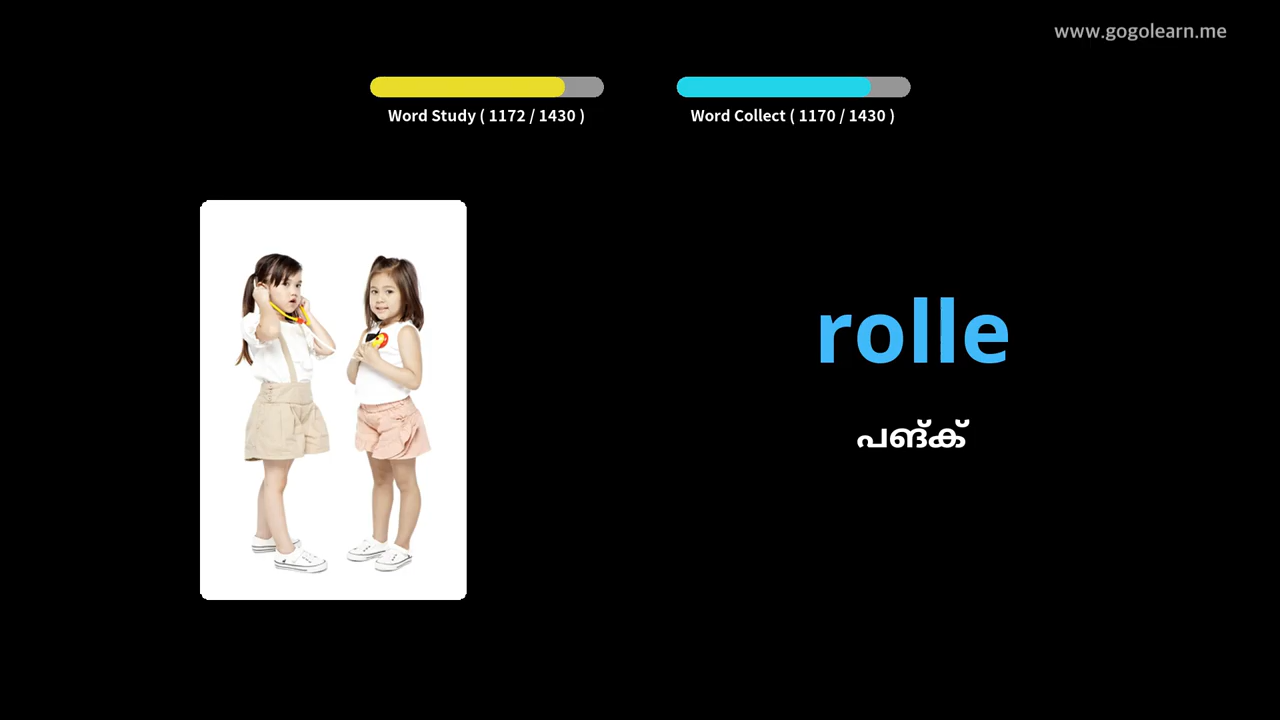 www.gogolearn.me
Word Study ( 1172 / 1430 )
Word Collect ( 1170 / 1430 )
rolle
പങ്ക്